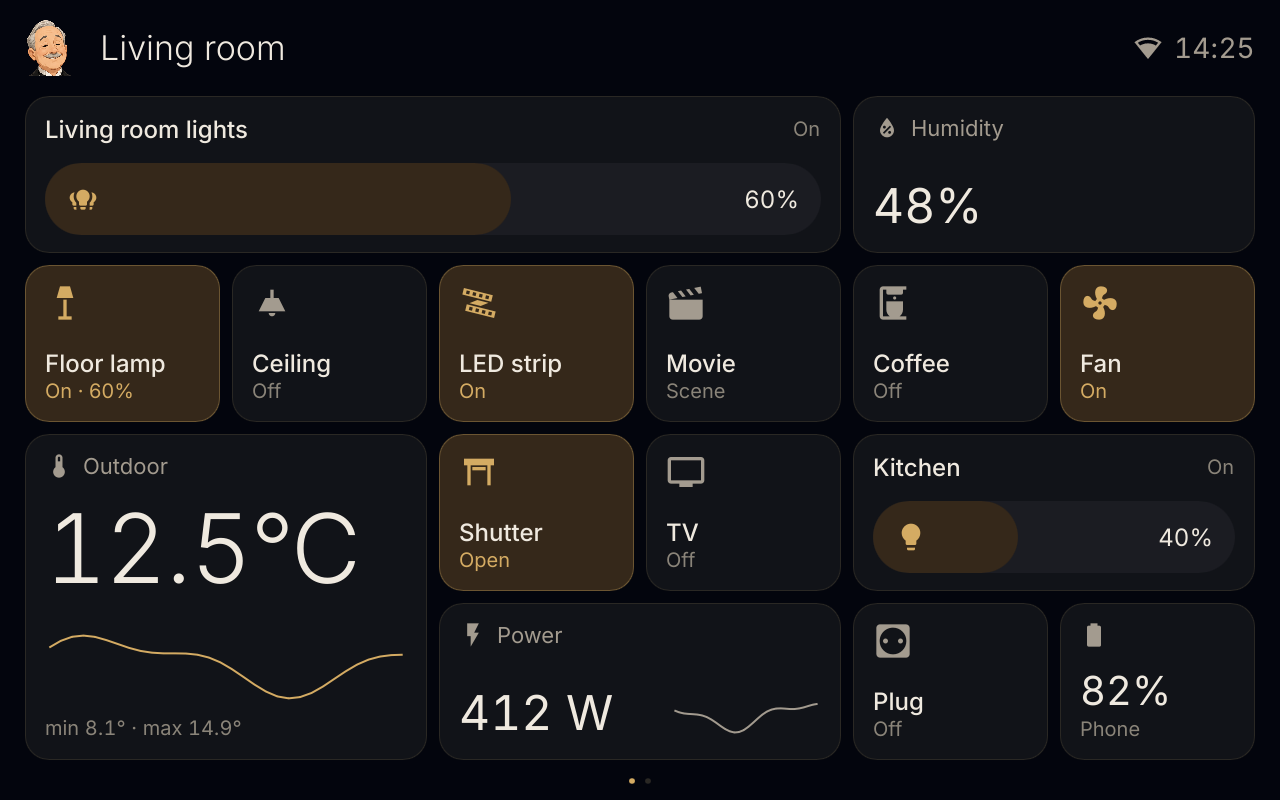 Living room
14:25
Living room lights
On
60%
Humidity
48%
Floor lamp
On · 60%
Ceiling
Off
LED strip
On
Movie
Scene
Coffee
Off
Fan
On
Outdoor
12.5°C
min 8.1° · max 14.9°
Shutter
Open
TV
Off
Kitchen
On
40%
Power
412 W
Plug
Off
82%
Phone